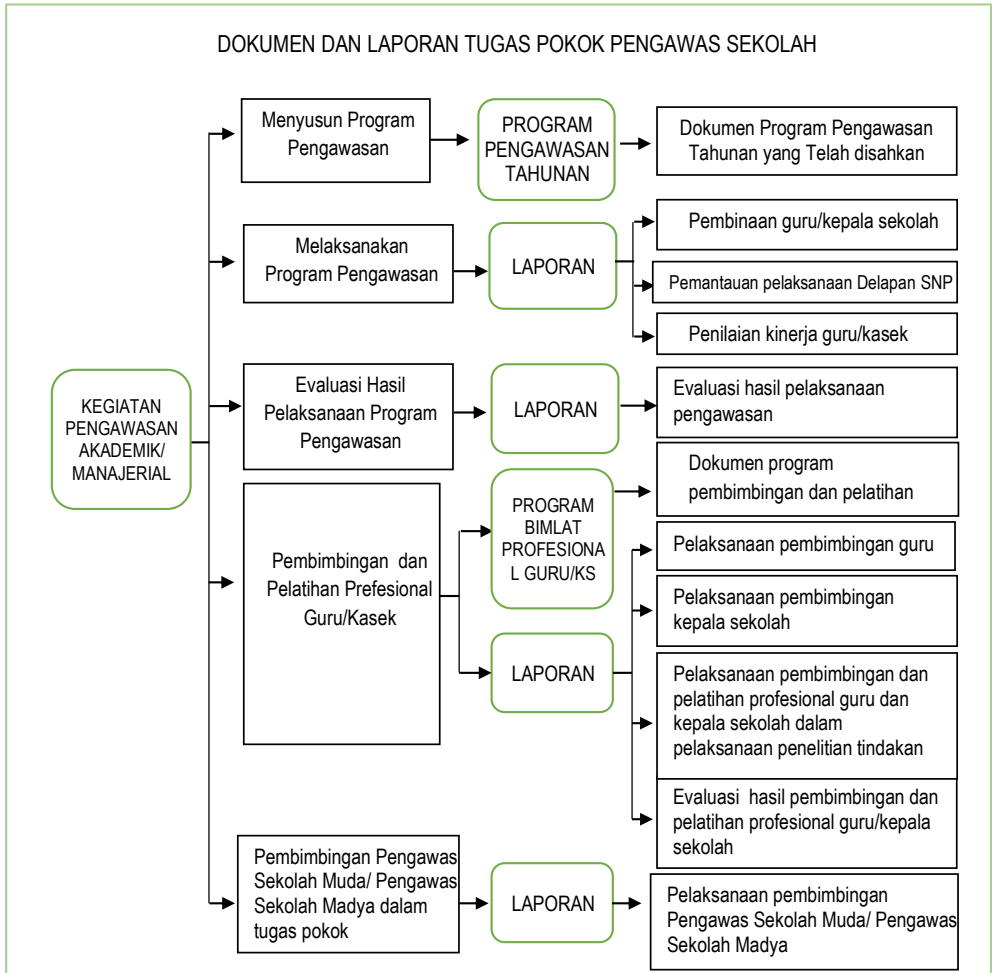 DOKUMEN DAN LAPORAN TUGAS POKOK PENGAWAS SEKOLAH
KEGIATAN
PENGAWASAN
AKADEMIK/
MANAJERIAL
Menyusun Program
Pengawasan
PROGRAM
PENGAWASAN
TAHUNAN
Dokumen Program Pengawasan
Tahunan yang Telah disahkan
Melaksanakan
Program Pengawasan
LAPORAN
Pembinaan guru/kepala sekolah
Pemantauan pelaksanaan Delapan SNP
Penilaian kinerja guru/kasek
Evaluasi Hasil
Pelaksanaan Program
Pengawasan
LAPORAN
Evaluasi hasil pelaksanaan
pengawasan
Pembimbingan dan
Pelatihan Prefesional
Guru/Kasek
PROGRAM
BIMLAT
PROFESIONA
L GURU/KS
Dokumen program
pembimbingan dan pelatihan
LAPORAN
Pelaksanaan pembimbingan guru
Pelaksanaan pembimbingan
kepala sekolah
Pelaksanaan pembimbingan dan
pelatihan profesional guru dan
kepala sekolah dalam
pelaksanaan penelitian tindakan
Evaluasi hasil pembimbingan dan
pelatihan profesional guru/kepala
sekolah
Pembimbingan Pengawas
Sekolah Muda/ Pengawas
Sekolah Madya dalam
tugas pokok
LAPORAN
Pelaksanaan pembimbingan
Pengawas Sekolah Muda/ Pengawas
Sekolah Madya